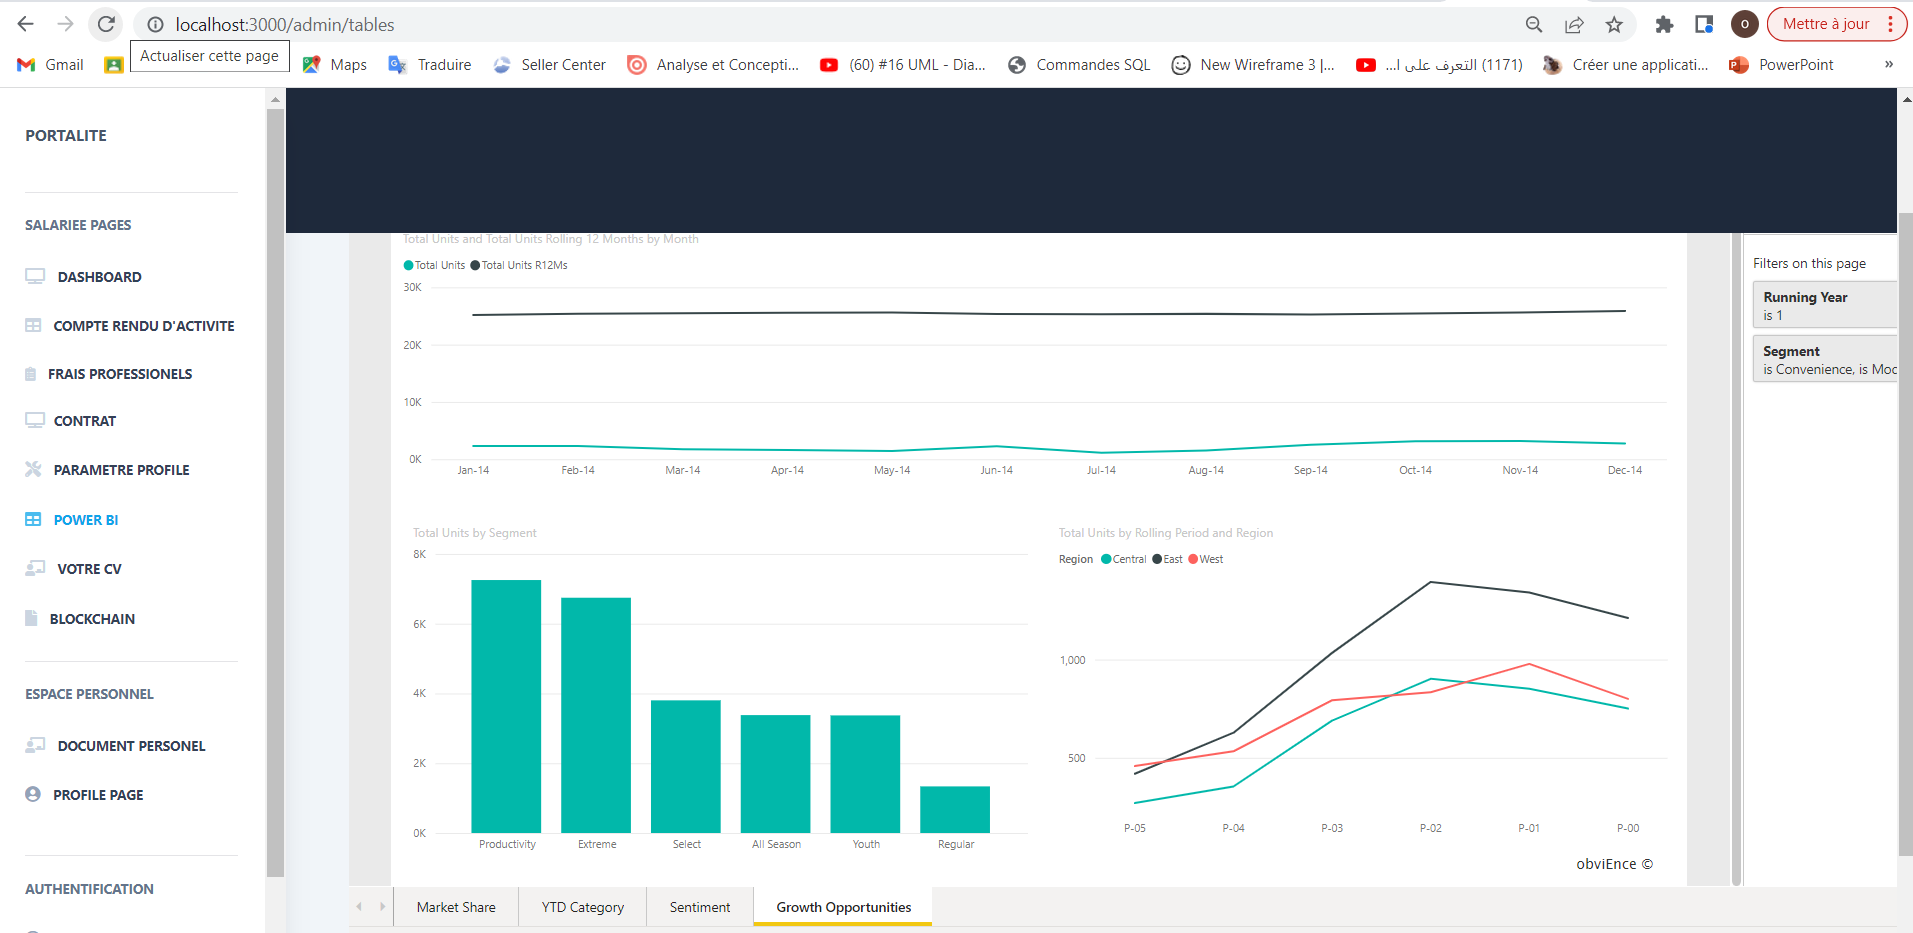 localhost:3000/admin/tables
O
Mettre à jour
Actualiser cette page
Gmail
Maps
Traduire
Seller Center
Analyse et Concepti...
(60) #16 UML - Dia...
Commandes SQL
New Wireframe 3 |...
(1171) التعرف على ا...
Créer une applicati...
PowerPoint
»
PORTALITE
SALARIEE PAGES
DASHBOARD
COMPTE RENDU D'ACTIVITE
FRAIS PROFESSIONELS
CONTRAT
PARAMETRE PROFILE
POWER BI
VOTRE CV
BLOCKCHAIN
ESPACE PERSONNEL
DOCUMENT PERSONEL
PROFILE PAGE
AUTHENTIFICATION
Total Units and Total Units Rolling 12 Months by Month
Total Units Total Units R12Ms
30K
20K
10K
0K
Jan-14 Feb-14 Mar-14 Apr-14 May-14 Jun-14 Jul-14 Aug-14 Sep-14 Oct-14 Nov-14 Dec-14
Total Units by Segment
8K
6K
4K
2K
0K
Productivity Extreme Select All Season Youth Regular
Total Units by Rolling Period and Region
Region Central East West
1,000
500
P-05 P-04 P-03 P-02 P-01 P-00
obviEnce ©
Filters on this page
Running Year
is 1
Segment
is Convenience, is Moc
Market Share
YTD Category
Sentiment
Growth Opportunities